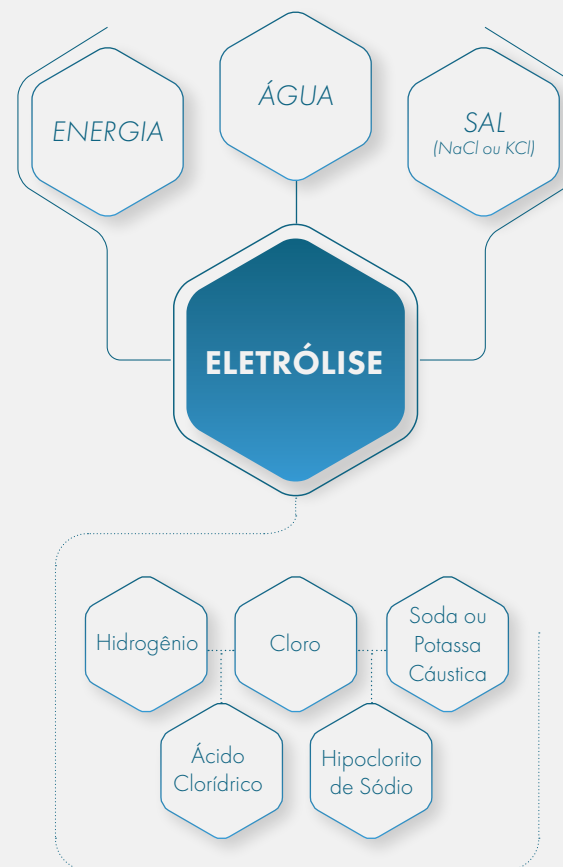 ENERGIA
ÁGUA
SAL
(NaCl ou KCl)
ELETRÓLISE
Hidrogênio
Cloro
Soda ou
Potassa
Cáustica
Ácido
Clorídrico
Hipoclorito
de Sódio